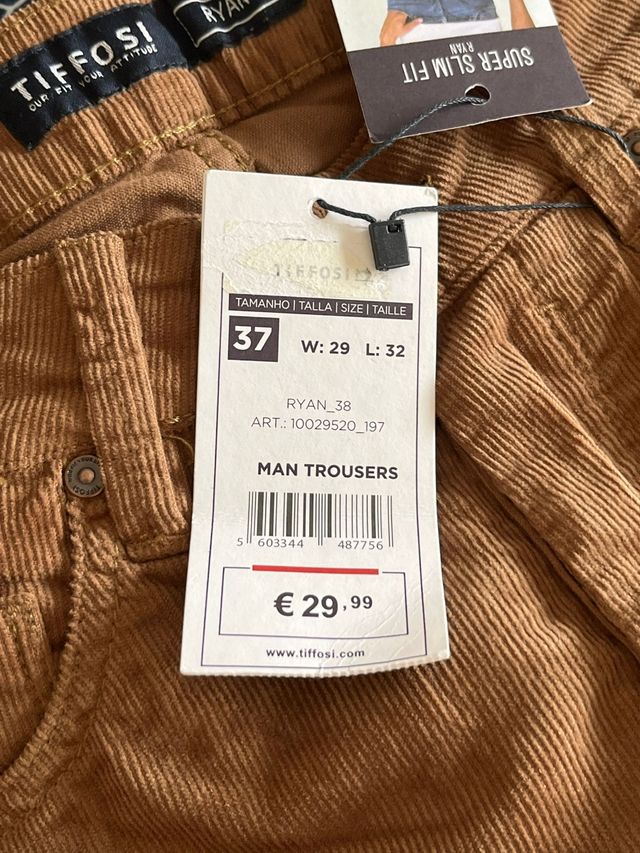 TIFFOSI
OUR FIT YOUR ATTITUDE
RYAN
SUPER SLIM FIT
RYAN
TIFFOSI
TAMANHO | TALLA | SIZE | TAILLE
37 W: 29 L: 32
RYAN_38
ART.: 10029520_197
MAN TROUSERS
5 603344 487756
€ 29,99
www.tiffosi.com